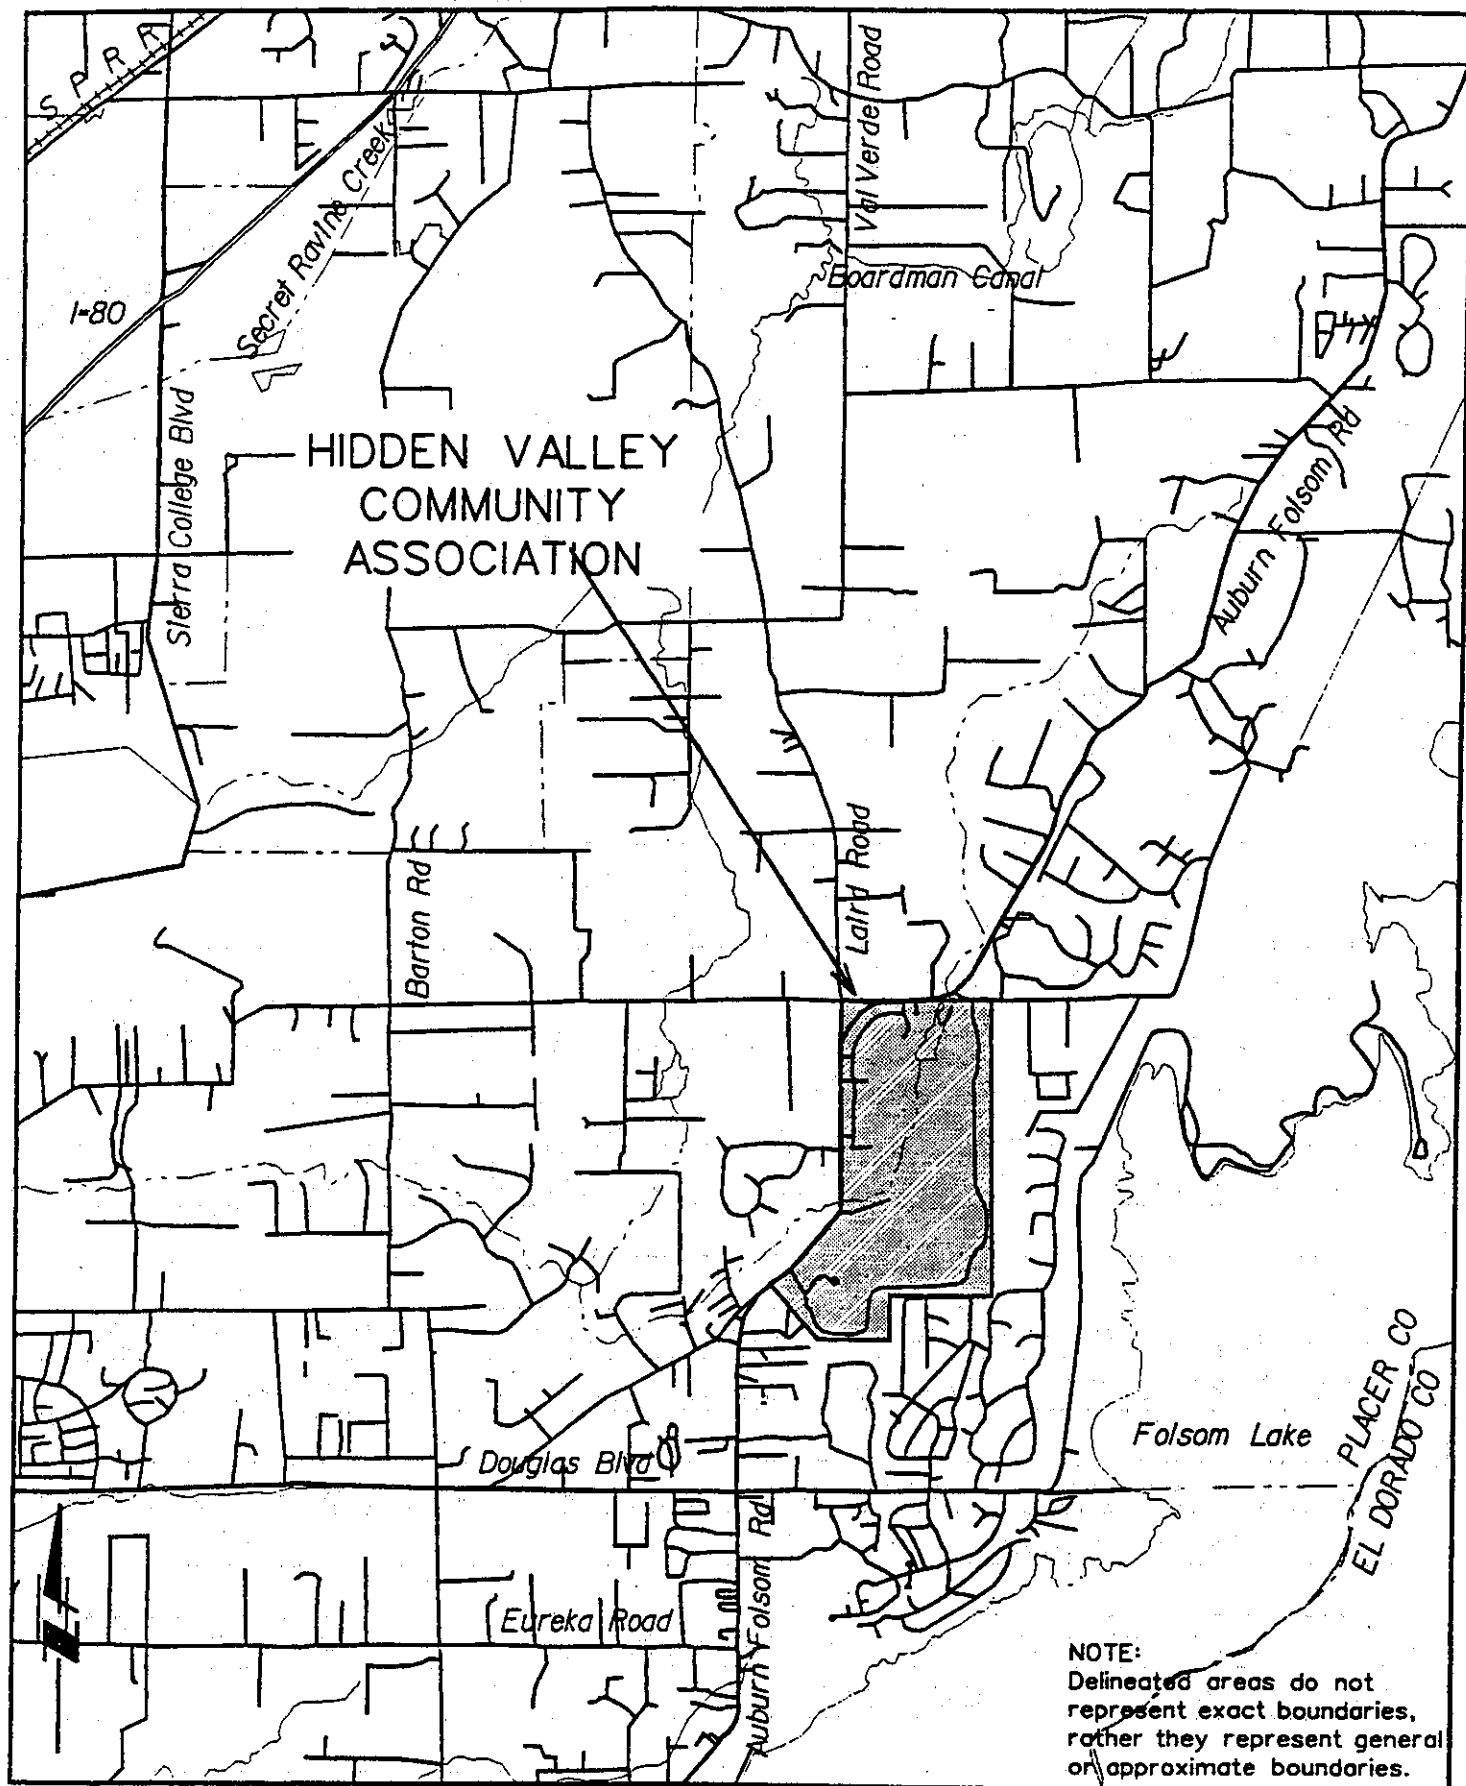 S P R R
Val Verde Road
Secret Ravine Creek
Boardman Canal
I-80
Sierra College Blvd
HIDDEN VALLEY
COMMUNITY
ASSOCIATION
Auburn Folsom Rd
Laird Road
Barton Rd
PLACER CO
EL DORADO CO
Folsom Lake
Douglas Blvd
Auburn Folsom Rd
Eureka Road
NOTE:
Delineated areas do not
represent exact boundaries,
rather they represent general
or approximate boundaries.